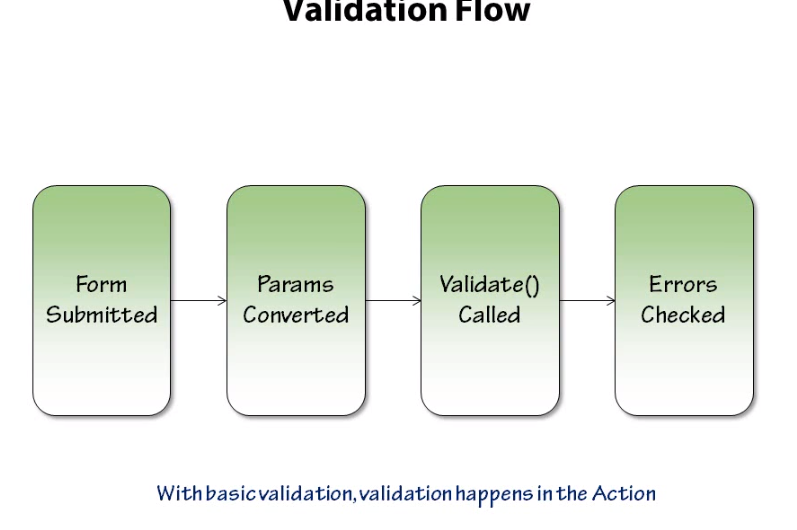 Validation Flow
Form
Submitted
Params
Converted
Validate()
Called
Errors
Checked
With basic validation, validation happens in the Action